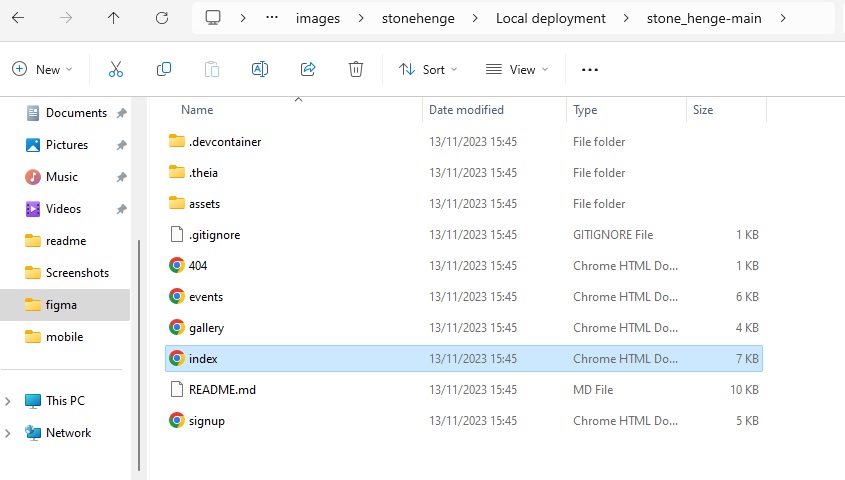 images > stonehenge > Local deployment > stone_henge-main >
New Sort View
Name Date modified Type Size
Documents
Pictures
Music
Videos
readme
Screenshots
figma
mobile
This PC
Network
.devcontainer 13/11/2023 15:45 File folder
.theia 13/11/2023 15:45 File folder
assets 13/11/2023 15:45 File folder
.gitignore 13/11/2023 15:45 GITIGNORE File 1 KB
404 13/11/2023 15:45 Chrome HTML Do... 1 KB
events 13/11/2023 15:45 Chrome HTML Do... 6 KB
gallery 13/11/2023 15:45 Chrome HTML Do... 4 KB
index 13/11/2023 15:45 Chrome HTML Do... 7 KB
README.md 13/11/2023 15:45 MD File 10 KB
signup 13/11/2023 15:45 Chrome HTML Do... 5 KB